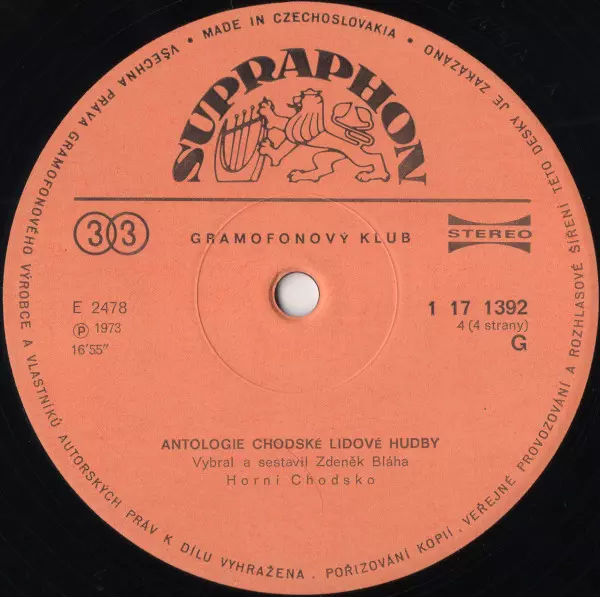 VŠECHNA PRÁVA GRAMOFONOVÉHO VÝROBCE A VLASTNÍKŮ AUTORSKÝCH PRÁV K DÍLU VYHRAŽENA . POŘIZOVÁNÍ KOPIÍ . VEŘEJNÉ PROVOZOVÁNÍ A ROZHLASOVÉ ŠÍŘENÍ TÉTO DESKY JE ZAKÁZÁNO • MADE IN CZECHOSLOVAKIA •
SUPRAPHON
33
GRAMOFONOVÝ KLUB
STEREO
E 2478
Ⓟ 1973
16'55"
1 17 1392
4 (4 strany)
G
ANTOLOGIE CHODSKÉ LIDOVÉ HUDBY
Vybral a sestavil Zdeněk Bláha
Horní Chodsko